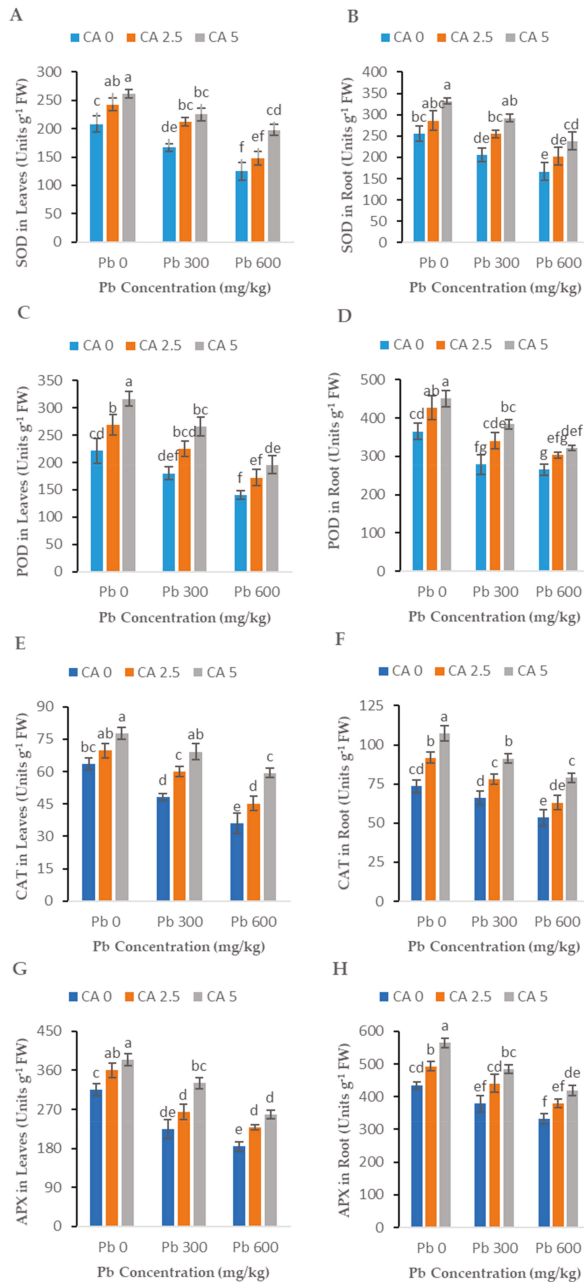 A
CA 0 CA 2.5 CA 5
SOD in Leaves (Units g-1 FW)
300
250
200
150
100
50
0
c ab a
de bc bc
f ef cd
Pb 0 Pb 300 Pb 600
Pb Concentration (mg/kg)
B
CA 0 CA 2.5 CA 5
SOD in Root (Units g-1 FW)
400
350
300
250
200
150
100
50
0
bc abc a
de bc ab
e de cd
Pb 0 Pb 300 Pb 600
Pb Concentration (mg/kg)
C
CA 0 CA 2.5 CA 5
POD in Leaves (Units g-1 FW)
350
300
250
200
150
100
50
0
cd b a
def bcd bc
f ef de
Pb 0 Pb 300 Pb 600
Pb Concentration (mg/kg)
D
CA 0 CA 2.5 CA 5
POD in Root (Units g-1 FW)
500
400
300
200
100
0
cd ab a
fg cde bc
g efg def
Pb 0 Pb 300 Pb 600
Pb Concentration (mg/kg)
E
CA 0 CA 2.5 CA 5
CAT in Leaves (Units g-1 FW)
90
75
60
45
30
15
0
bc ab a
d c ab
e d c
Pb 0 Pb 300 Pb 600
Pb Concentration (mg/kg)
F
CA 0 CA 2.5 CA 5
CAT in Root (Units g-1 FW)
125
100
75
50
25
0
cd b a
d c b
e de c
Pb 0 Pb 300 Pb 600
Pb Concentration (mg/kg)
G
CA 0 CA 2.5 CA 5
APX in Leaves (Units g-1 FW)
450
360
270
180
90
0
c ab a
de d bc
e d d
Pb 0 Pb 300 Pb 600
Pb Concentration (mg/kg)
H
CA 0 CA 2.5 CA 5
APX in Root (Units g-1 FW)
600
500
400
300
200
100
0
cd b a
ef cd bc
f ef de
Pb 0 Pb 300 Pb 600
Pb Concentration (mg/kg)